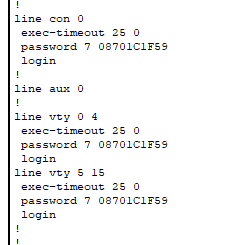 !
line con 0
 exec-timeout 25 0
 password 7 08701C1F59
 login
!
line aux 0
!
line vty 0 4
 exec-timeout 25 0
 password 7 08701C1F59
 login
line vty 5 15
 exec-timeout 25 0
 password 7 08701C1F59
 login
!
!